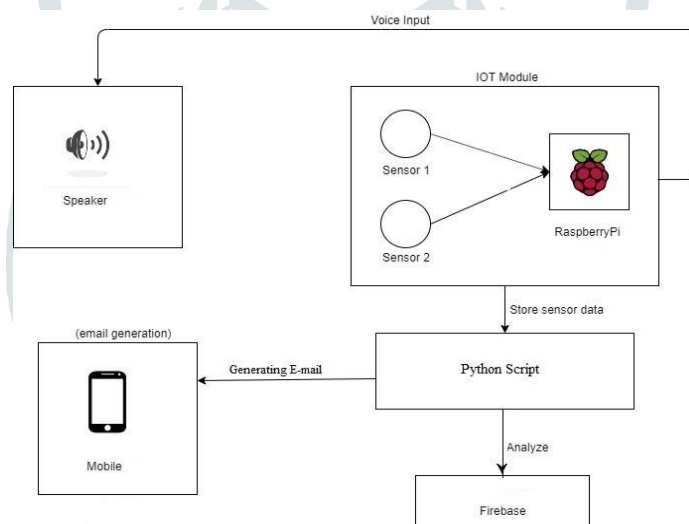 Voice Input
IOT Module
Sensor 1
Speaker
RaspberryPi
Sensor 2
Store sensor data
(email generation)
Generating E-mail
Python Script
Mobile
Analyze
Firebase